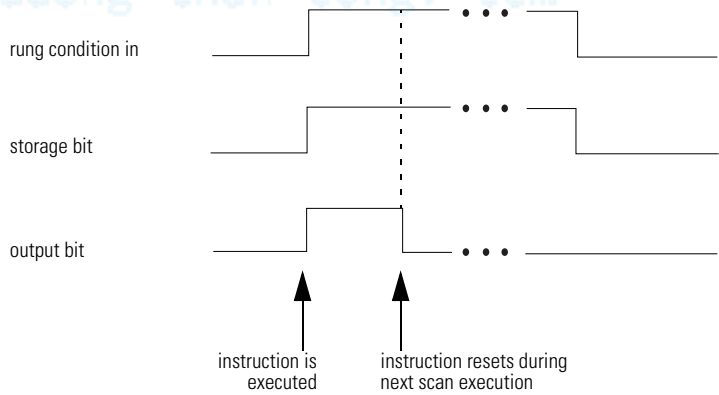 rung condition in
storage bit
output bit
instruction is
executed
instruction resets during
next scan execution